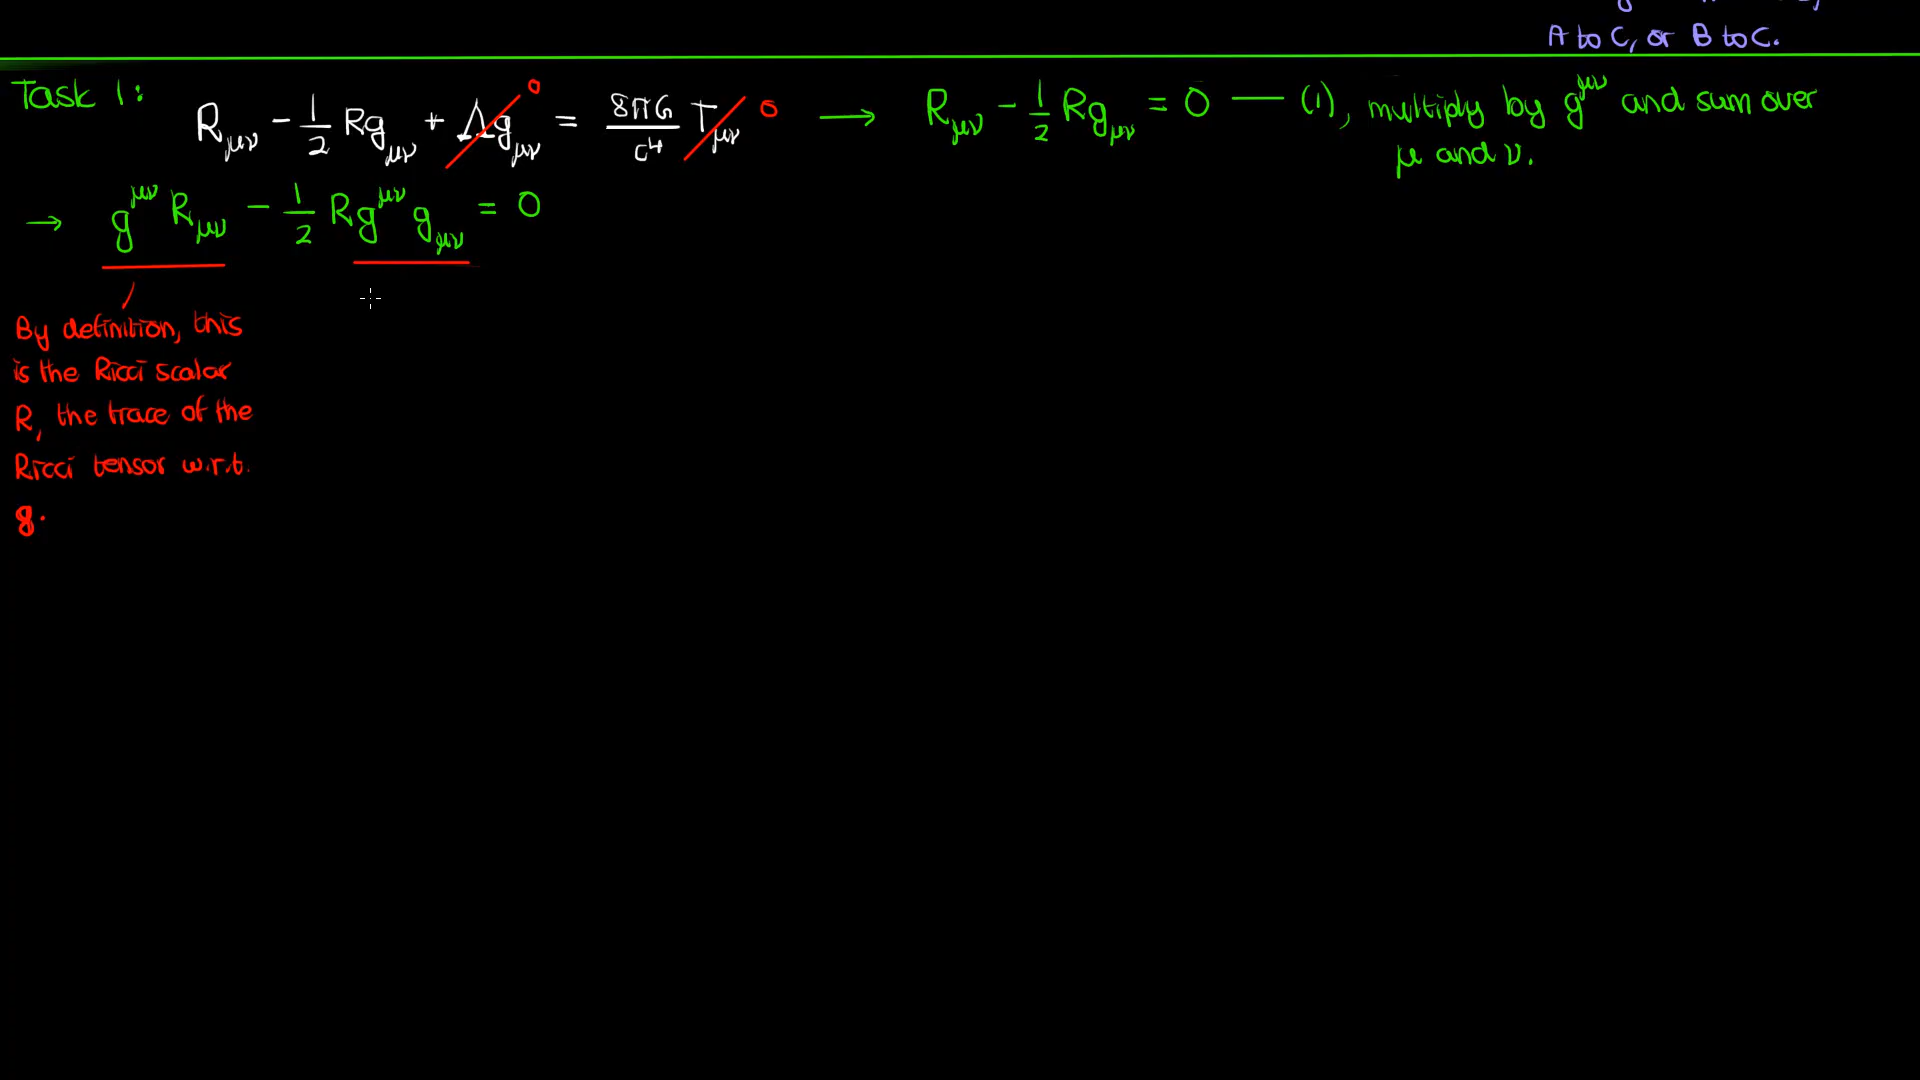 A to C, or B to C.
Task 1:
R_μν - 1/2 Rg_μν + Λg_μν 0 = 8πG/c⁴ T_μν 0 → R_μν - 1/2 Rg_μν = 0 — (1), multiply by g^μν and sum over
μ and ν.
→ g^μν R_μν - 1/2 Rg^μν g_μν = 0
By definition, this
is the Ricci scalar
R, the trace of the
Ricci tensor w.r.t.
g.